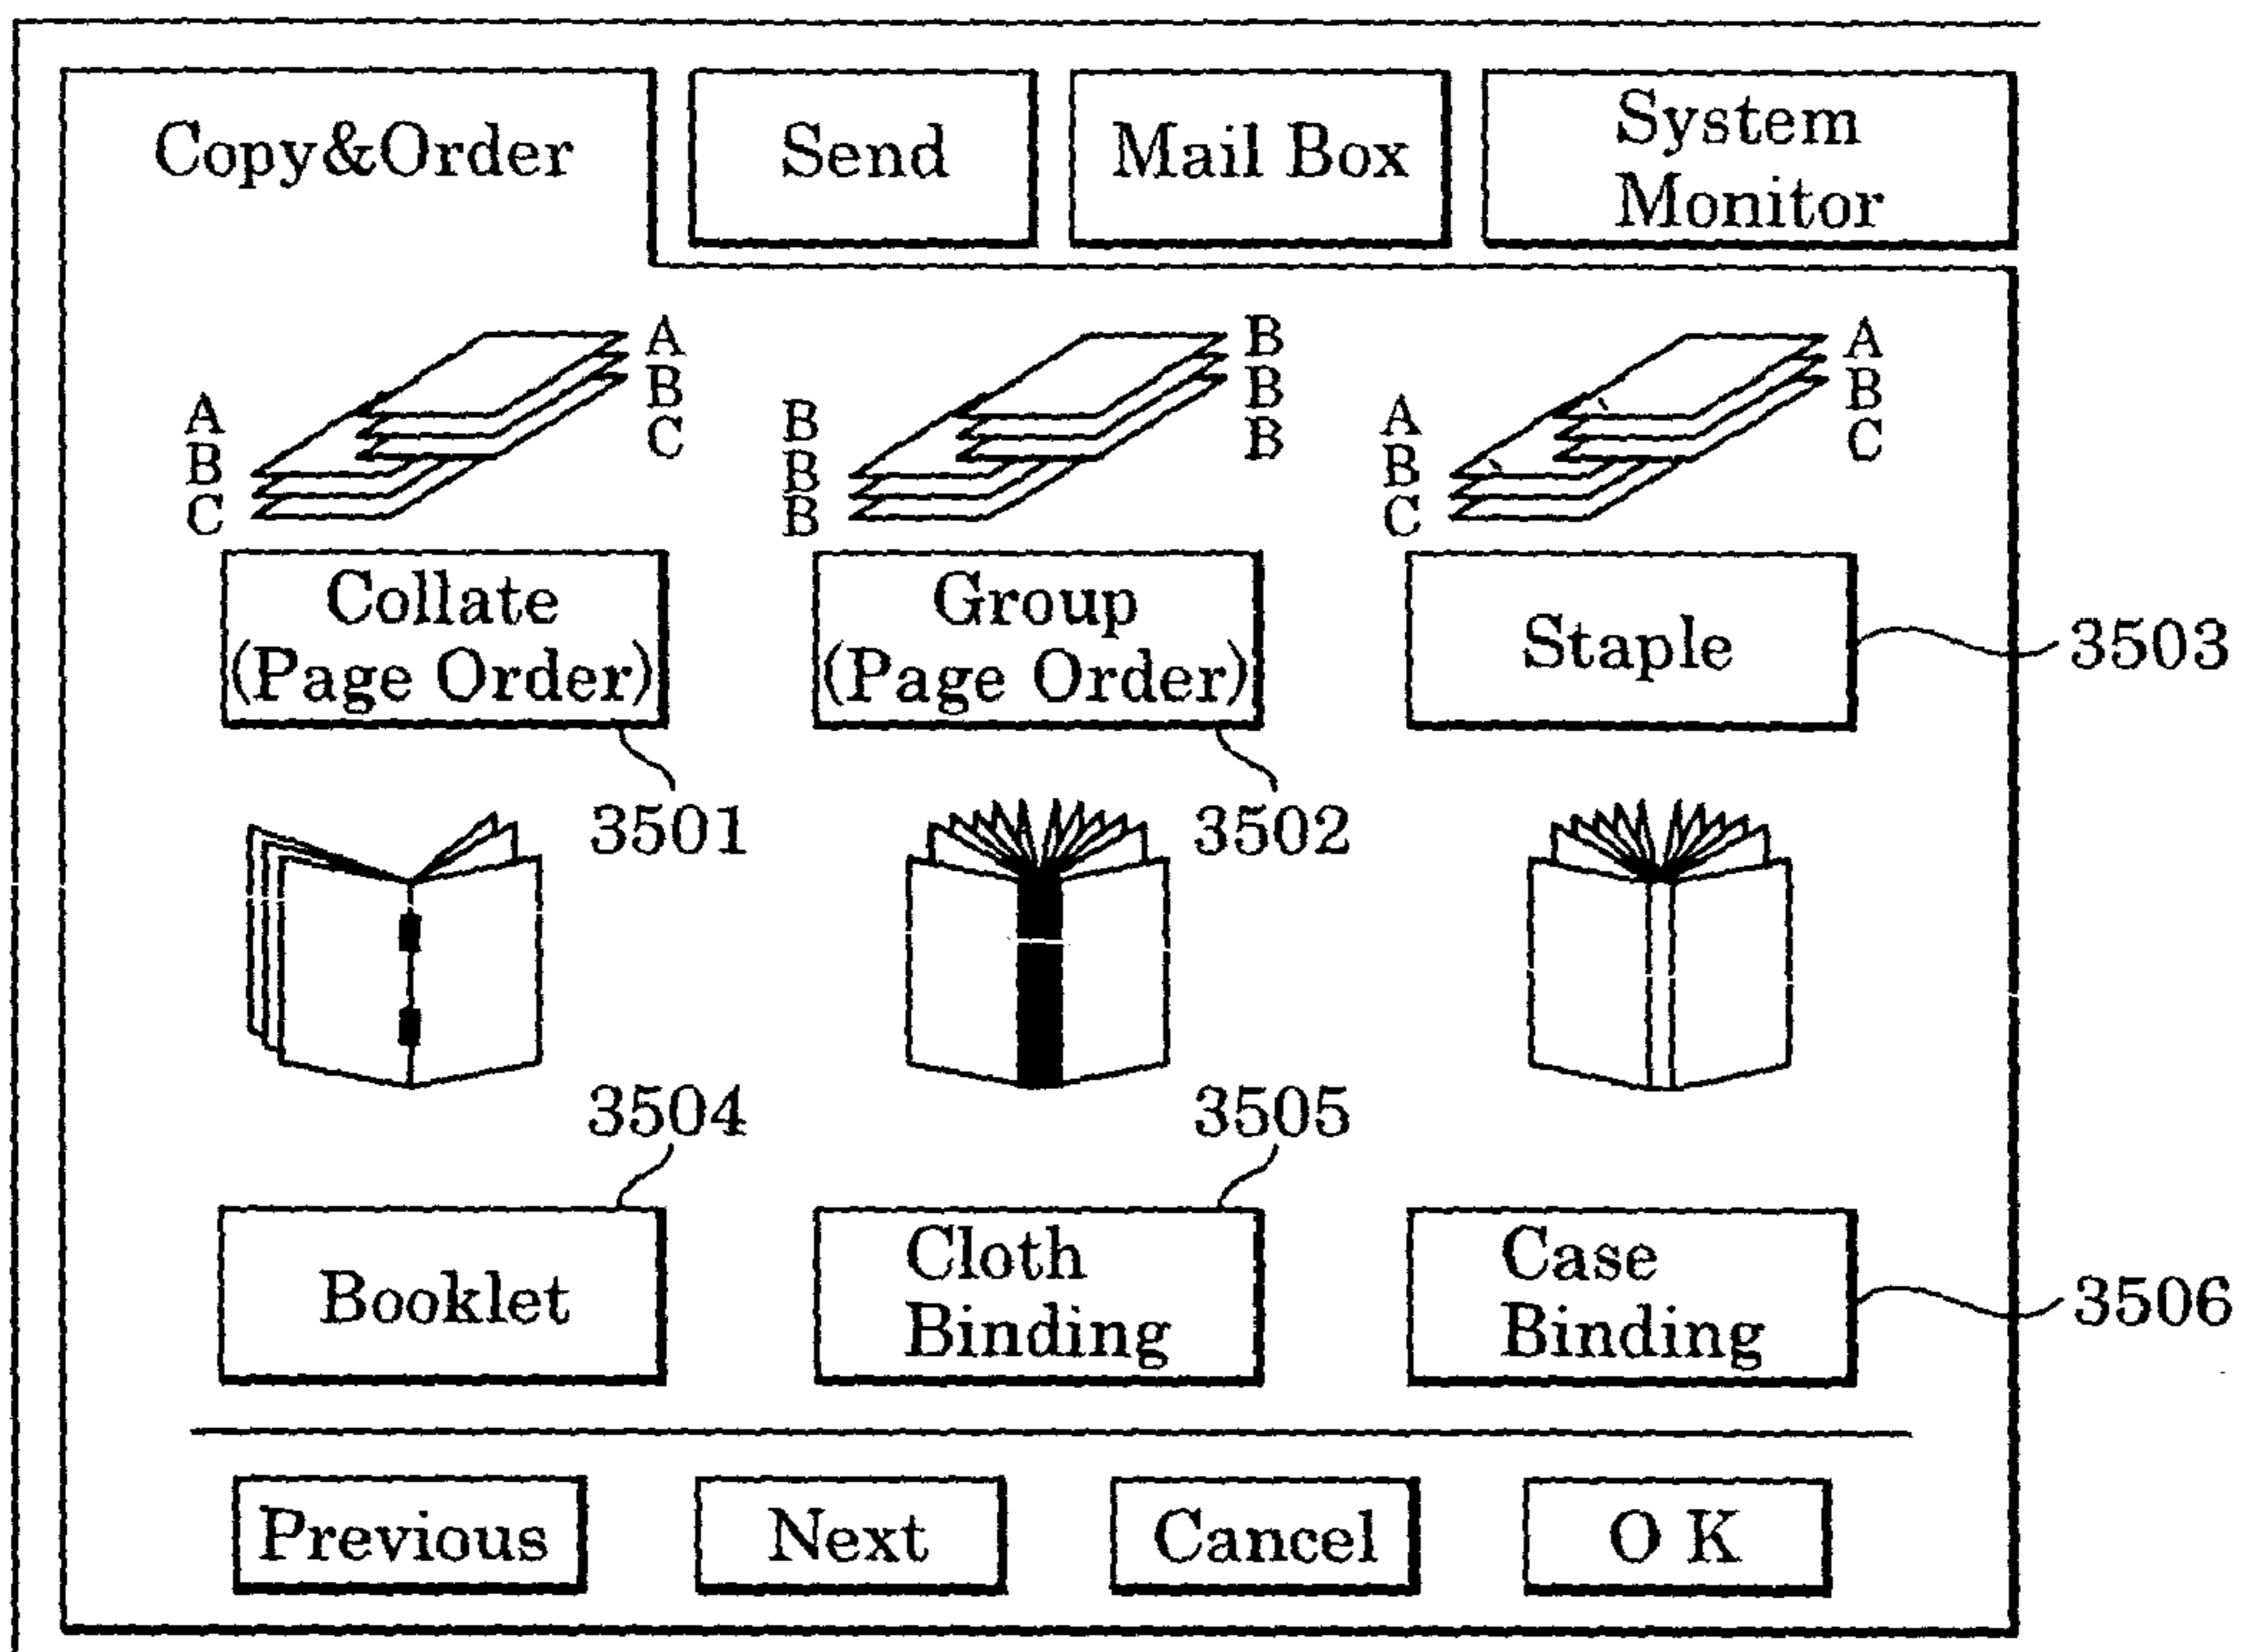 Copy&Order
Send
Mail Box
System
Monitor
A
B
C
A
B
C
B
B
B
B
B
B
A
B
C
A
B
C
Collate
(Page Order)
Group
(Page Order)
Staple
3503
3501
3502
3504
3505
Booklet
Cloth
Binding
Case
Binding
3506
Previous
Next
Cancel
O K